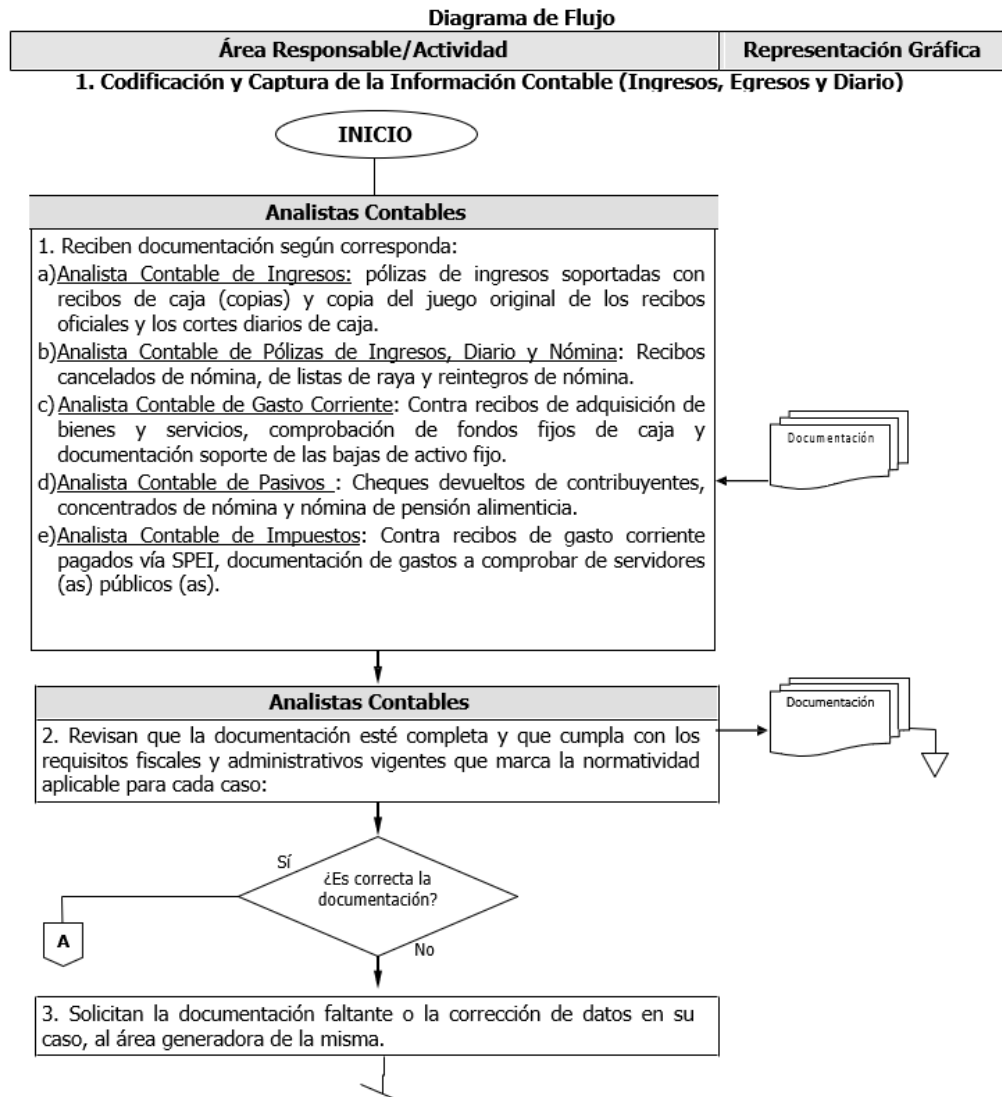 Diagrama de Flujo
Área Responsable/Actividad
Representación Gráfica
1. Codificación y Captura de la Información Contable (Ingresos, Egresos y Diario)
INICIO
Analistas Contables
1. Reciben documentación según corresponda:
a)Analista Contable de Ingresos: pólizas de ingresos soportadas con
recibos de caja (copias) y copia del juego original de los recibos
oficiales y los cortes diarios de caja.
b)Analista Contable de Pólizas de Ingresos, Diario y Nómina: Recibos
cancelados de nómina, de listas de raya y reintegros de nómina.
c)Analista Contable de Gasto Corriente: Contra recibos de adquisición de
bienes y servicios, comprobación de fondos fijos de caja y
documentación soporte de las bajas de activo fijo.
d)Analista Contable de Pasivos : Cheques devueltos de contribuyentes,
concentrados de nómina y nómina de pensión alimenticia.
e)Analista Contable de Impuestos: Contra recibos de gasto corriente
pagados vía SPEI, documentación de gastos a comprobar de servidores
(as) públicos (as).
Documentación
Analistas Contables
2. Revisan que la documentación esté completa y que cumpla con los
requisitos fiscales y administrativos vigentes que marca la normatividad
aplicable para cada caso:
Documentación
Sí
¿Es correcta la
documentación?
A
No
3. Solicitan la documentación faltante o la corrección de datos en su
caso, al área generadora de la misma.